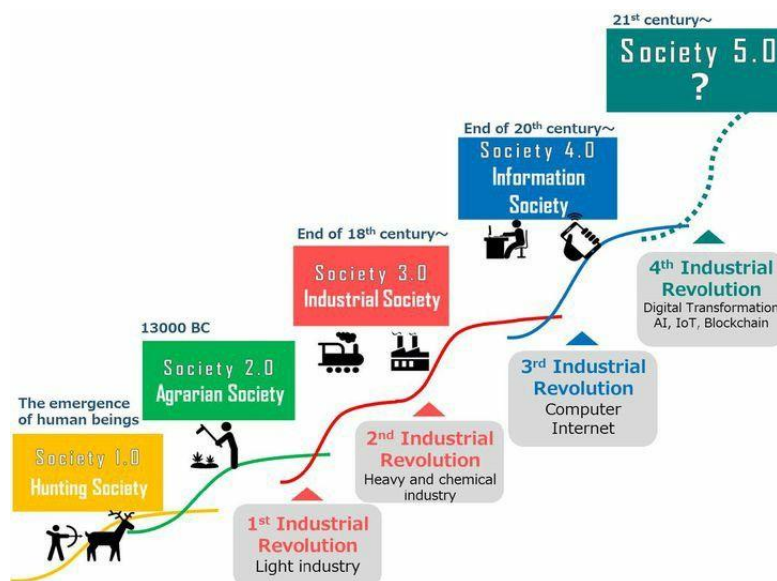 21st century～
Society 5.0
?
End of 20th century～
Society 4.0
Information
Society
End of 18th century～
Society 3.0
Industrial Society
13000 BC
Society 2.0
Agrarian Society
The emergence
of human beings
Society 1.0
Hunting Society
1st Industrial
Revolution
Light industry
2nd Industrial
Revolution
Heavy and chemical
industry
3rd Industrial
Revolution
Computer
Internet
4th Industrial
Revolution
Digital Transformation
AI, IoT, Blockchain